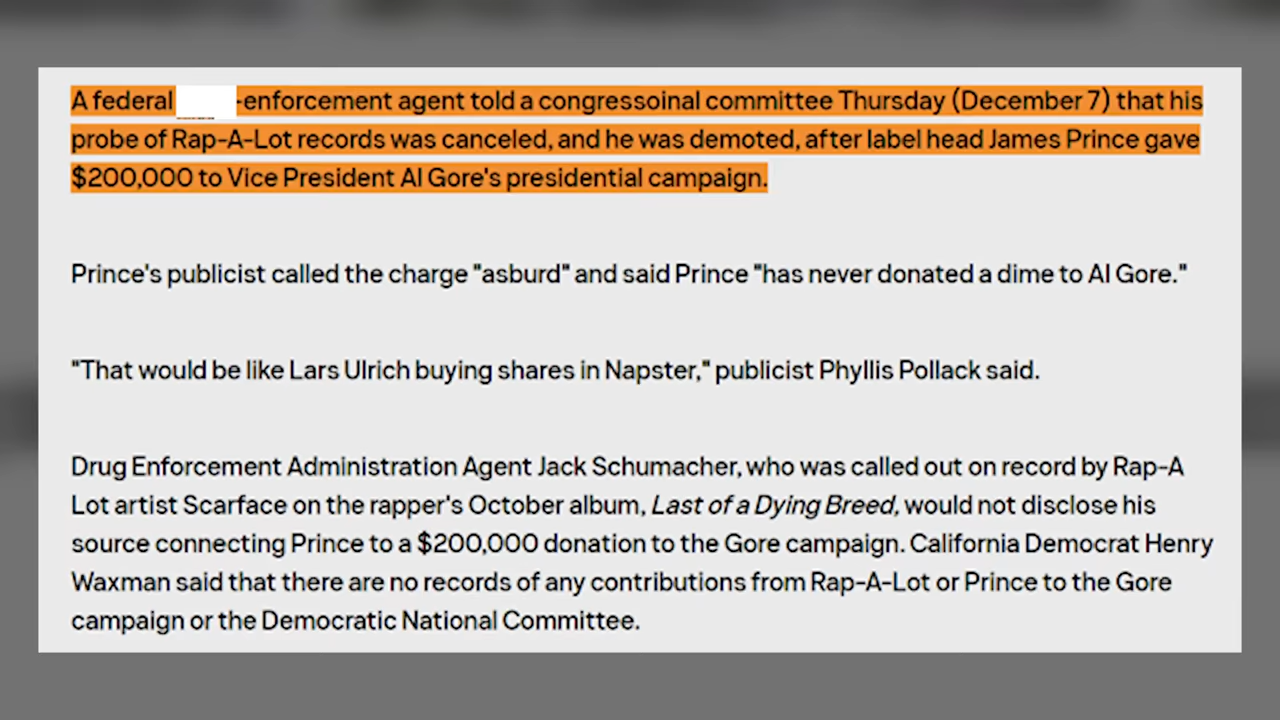 A federal -enforcement agent told a congressoinal committee Thursday (December 7) that his
probe of Rap-A-Lot records was canceled, and he was demoted, after label head James Prince gave
$200,000 to Vice President Al Gore's presidential campaign.
Prince's publicist called the charge "asburd" and said Prince "has never donated a dime to Al Gore."
"That would be like Lars Ulrich buying shares in Napster," publicist Phyllis Pollack said.
Drug Enforcement Administration Agent Jack Schumacher, who was called out on record by Rap-A
Lot artist Scarface on the rapper's October album, Last of a Dying Breed, would not disclose his
source connecting Prince to a $200,000 donation to the Gore campaign. California Democrat Henry
Waxman said that there are no records of any contributions from Rap-A-Lot or Prince to the Gore
campaign or the Democratic National Committee.